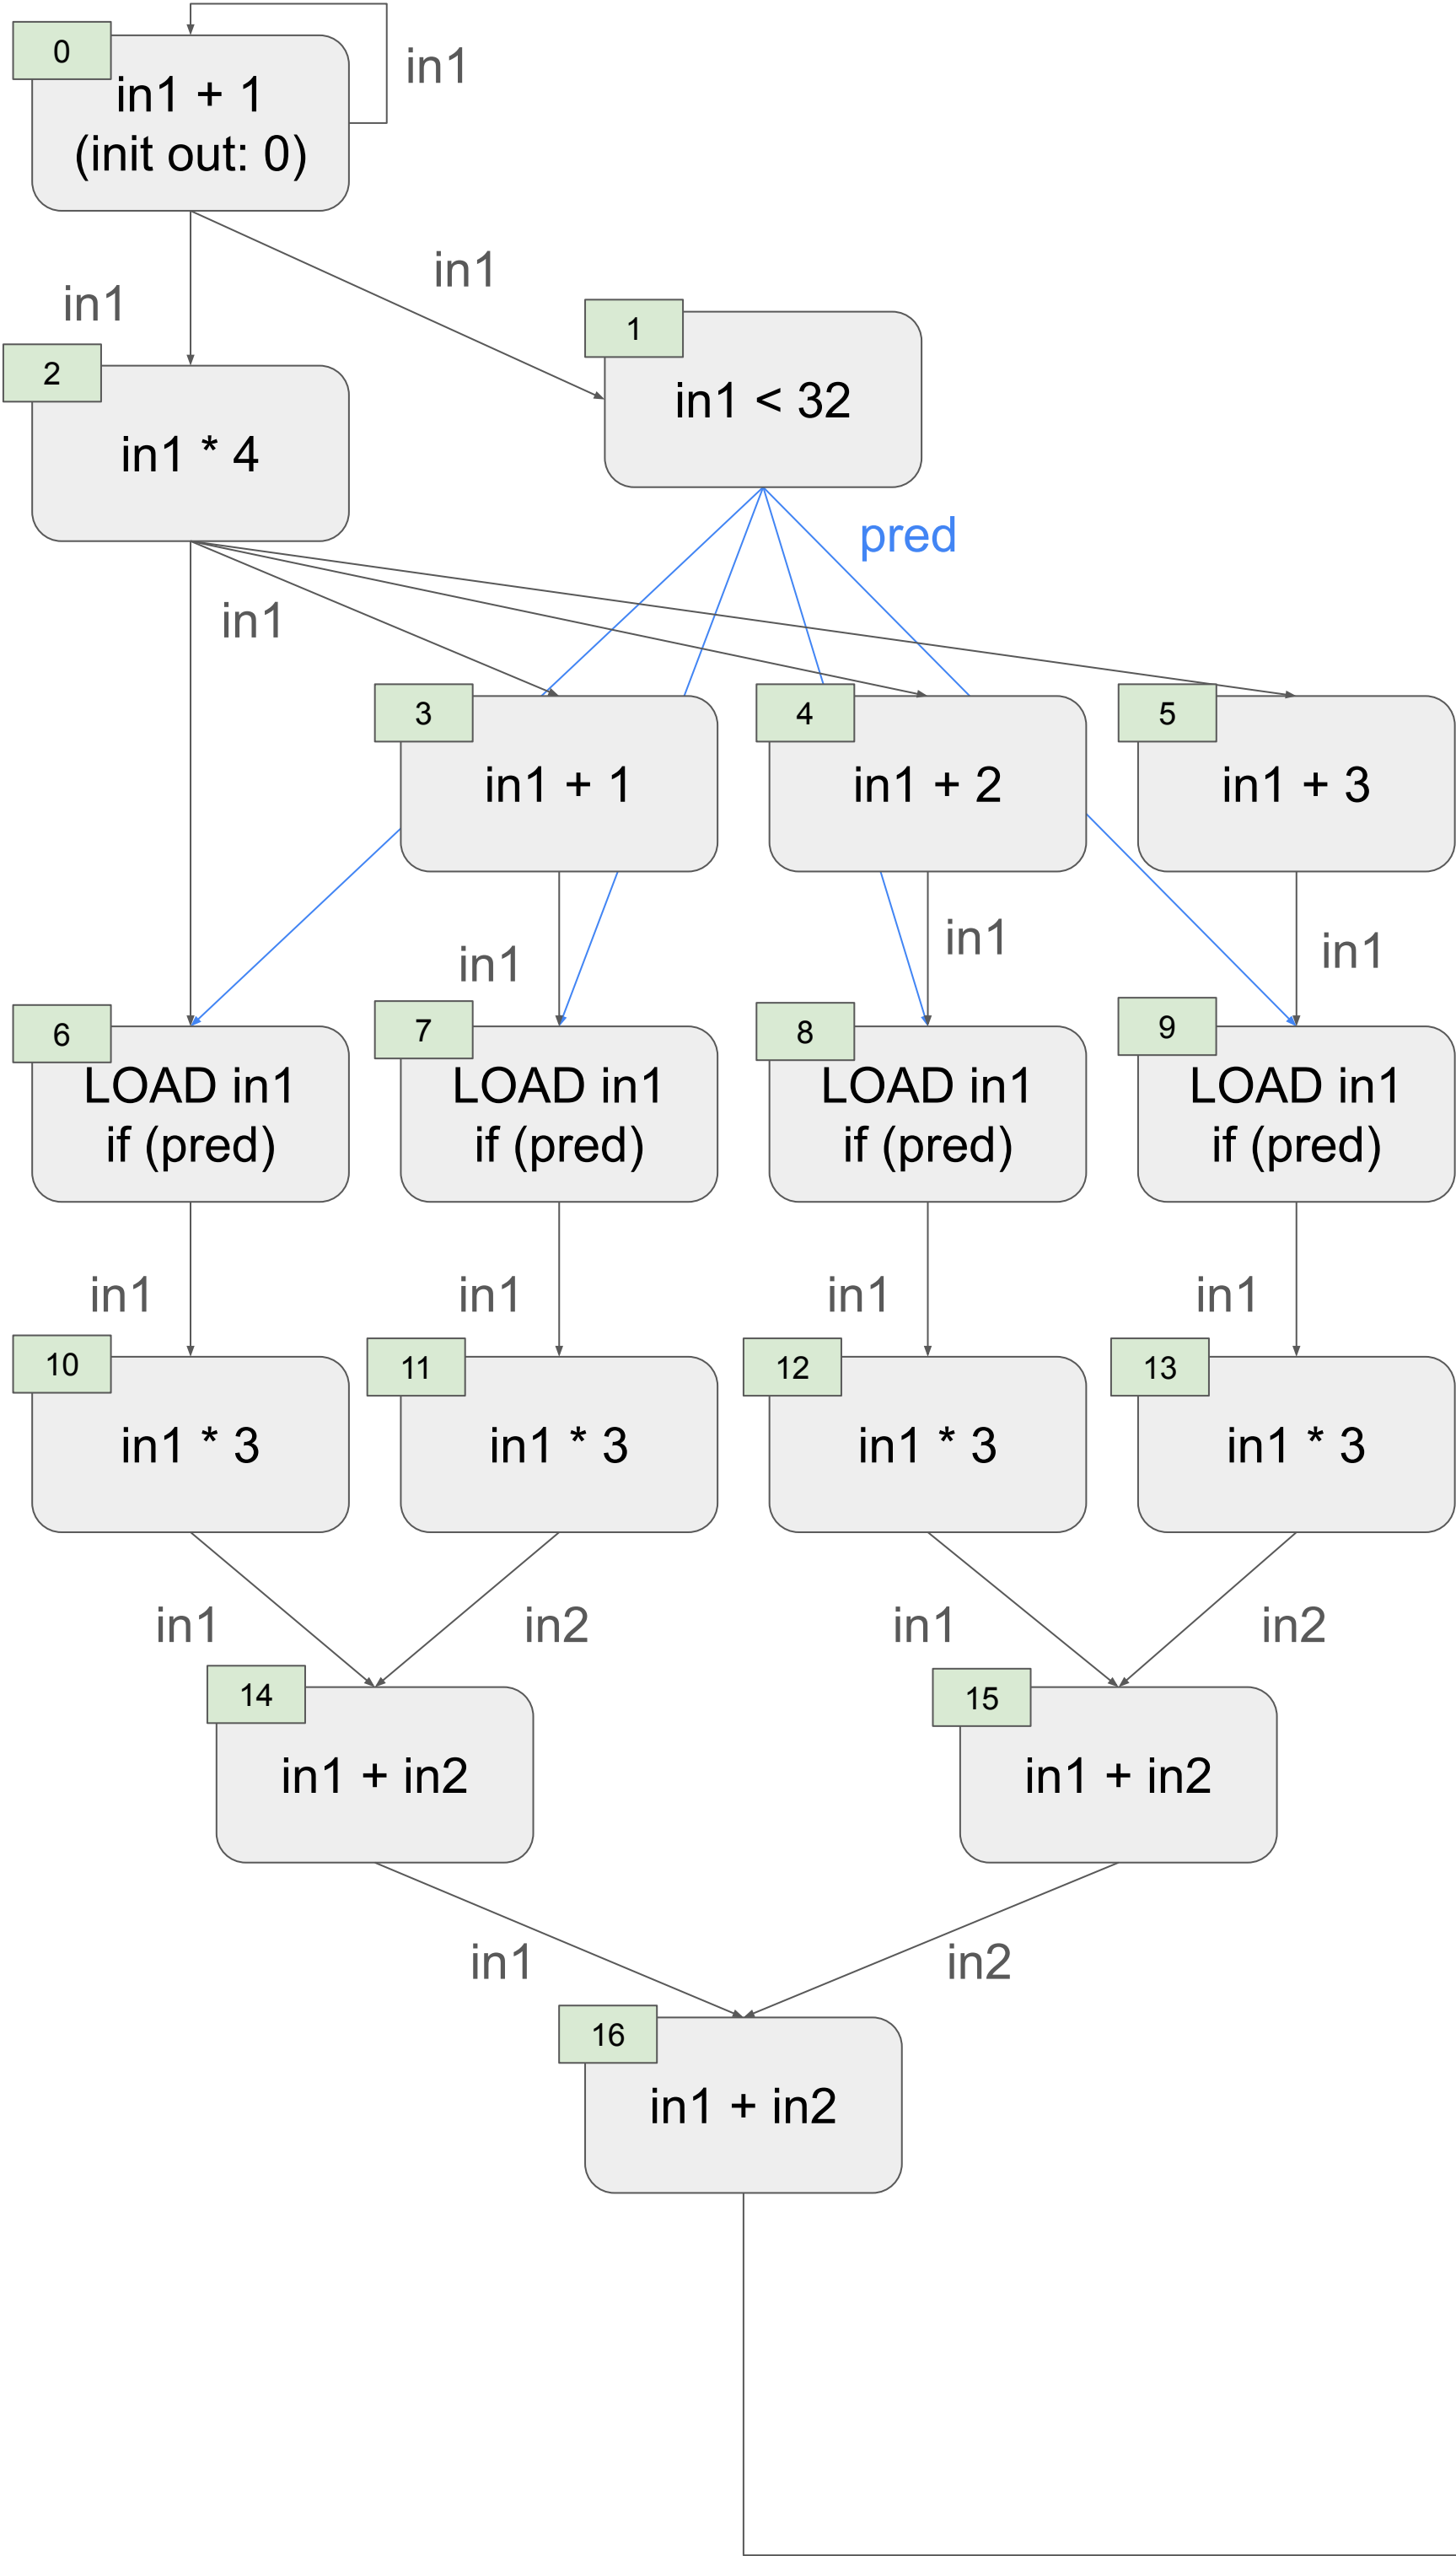 0
in1 + 1
(init out: 0)
in1
in1
in1
1
in1 < 32
2
in1 * 4
pred
in1
3
in1 + 1
4
in1 + 2
5
in1 + 3
in1
in1
in1
6
LOAD in1
if (pred)
7
LOAD in1
if (pred)
8
LOAD in1
if (pred)
9
LOAD in1
if (pred)
in1
in1
in1
in1
10
in1 * 3
11
in1 * 3
12
in1 * 3
13
in1 * 3
in1
in2
in1
in2
14
in1 + in2
15
in1 + in2
in1
in2
16
in1 + in2